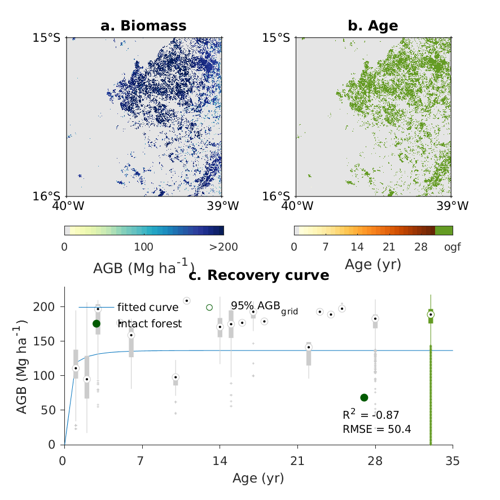 a. Biomass
b. Age
15°S
15°S
16°S
16°S
40°W
39°W
40°W
39°W
0
100
>200
0
7
14
21
28
ogf
AGB (Mg ha-1)
Age (yr)
c. Recovery curve
200
150
100
50
0
AGB (Mg ha-1)
fitted curve
95% AGBgrid
Intact forest
R2 = -0.87
RMSE = 50.4
0
7
14
21
28
35
Age (yr)